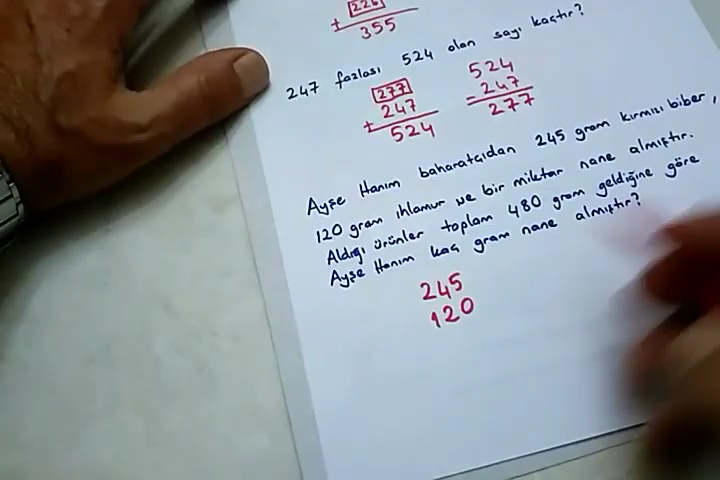 226
+
355
247 fazlası 524 olan sayı kaçtır?
277
+ 247
524
524
- 247
277
Ayşe Hanım baharatçıdan 245 gram kırmızı biber,
120 gram ıhlamur ve bir miktar nane almıştır.
Aldığı ürünler toplam 480 gram geldiğine göre
Ayşe Hanım kaç gram nane almıştır?
245
120